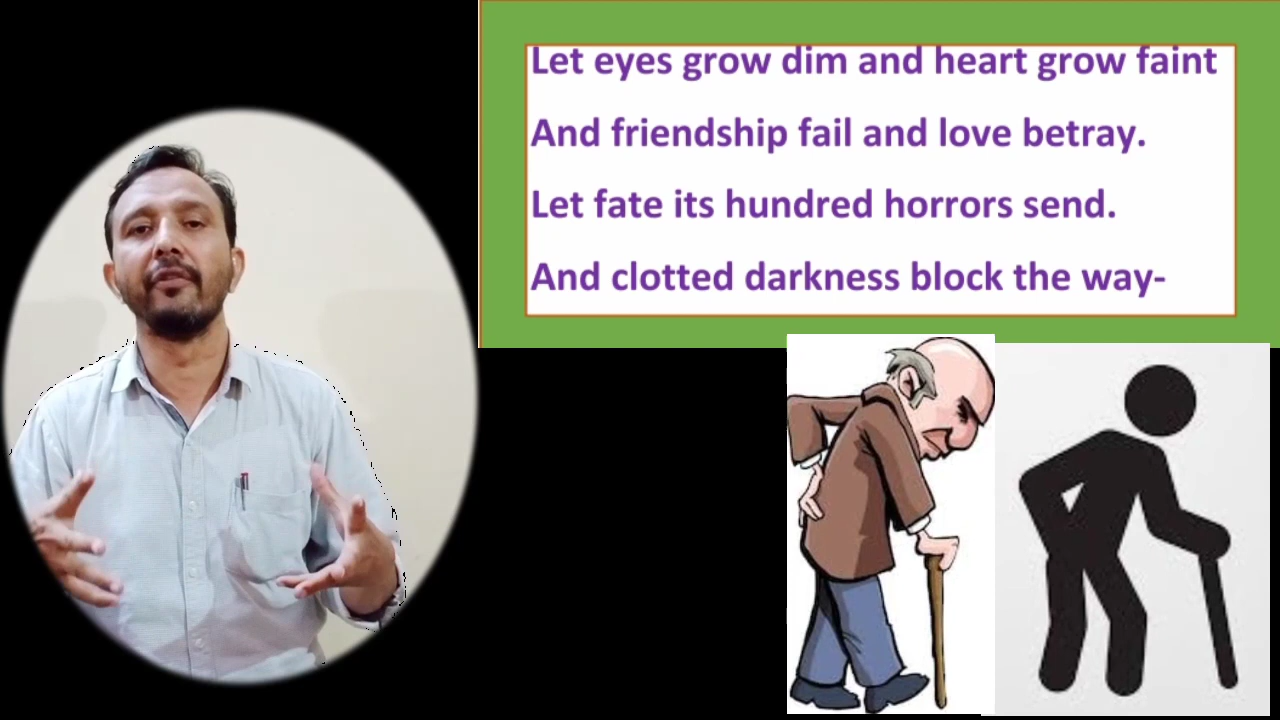 Let eyes grow dim and heart grow faint
And friendship fail and love betray.
Let fate its hundred horrors send.
And clotted darkness block the way-